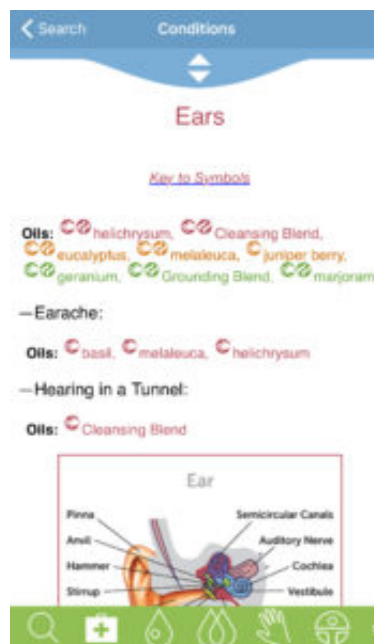 Search Conditions
Ears
Key to Symbols
Oils: helichrysum, Cleansing Blend,
eucalyptus, melaleuca, juniper berry,
geranium, Grounding Blend, marjoram
—Earache:
Oils: basil, melaleuca, helichrysum
—Hearing in a Tunnel:
Oils: Cleansing Blend
Ear
Pinna Semicircular Canals
Anvil Auditory Nerve
Hammer Cochlea
Stirrup Vestibule